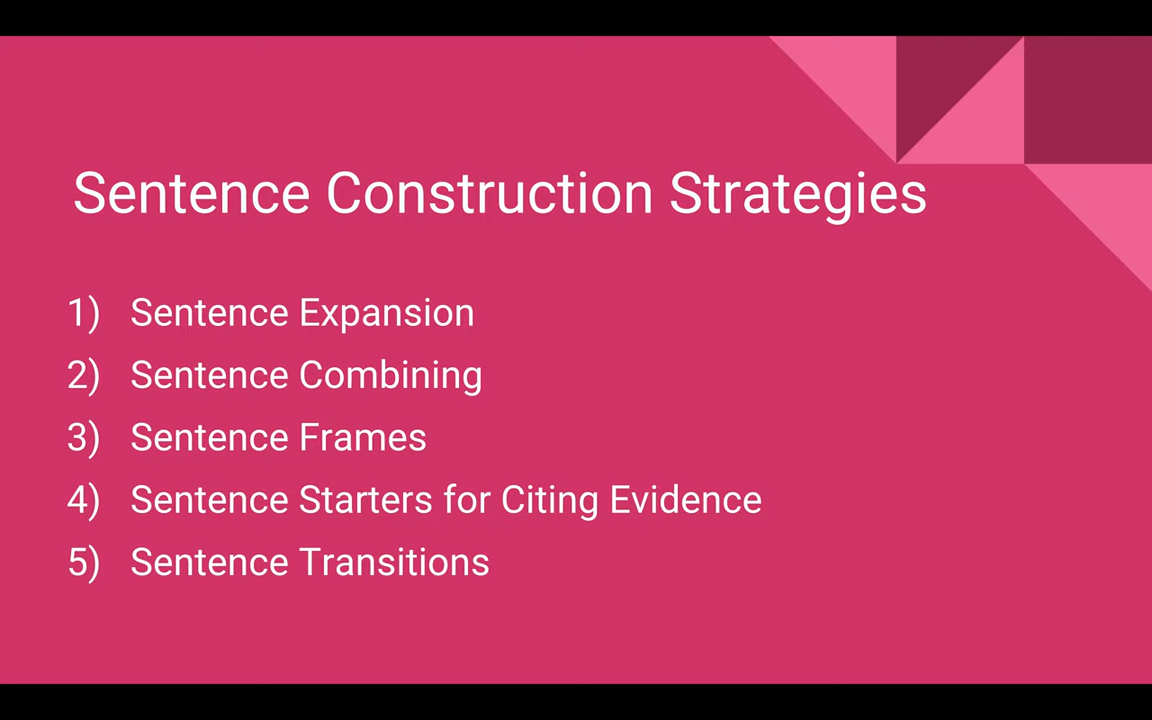 Sentence Construction Strategies
1) Sentence Expansion
2) Sentence Combining
3) Sentence Frames
4) Sentence Starters for Citing Evidence
5) Sentence Transitions